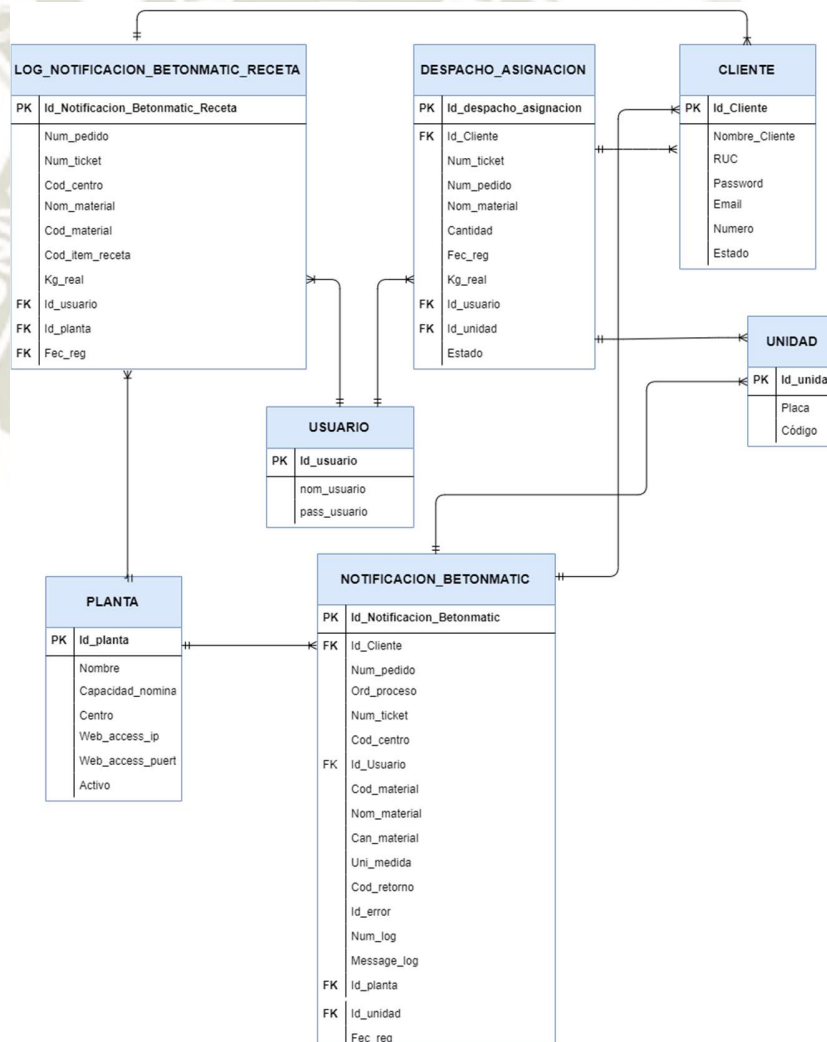 LOG_NOTIFICACION_BETONMATIC_RECETA
PK Id_Notificacion_Betonmatic_Receta
Num_pedido
Num_ticket
Cod_centro
Nom_material
Cod_material
Cod_item_receta
Kg_real
FK Id_usuario
FK Id_planta
FK Fec_reg
DESPACHO_ASIGNACION
PK Id_despacho_asignacion
FK Id_Cliente
Num_ticket
Num_pedido
Nom_material
Cantidad
Fec_reg
Kg_real
FK Id_usuario
FK Id_unidad
Estado
CLIENTE
PK Id_Cliente
Nombre_Cliente
RUC
Password
Email
Numero
Estado
UNIDAD
PK Id_unida
Placa
Código
USUARIO
PK Id_usuario
nom_usuario
pass_usuario
PLANTA
PK Id_planta
Nombre
Capacidad_nomina
Centro
Web_access_ip
Web_access_puert
Activo
NOTIFICACION_BETONMATIC
PK Id_Notificacion_Betonmatic
FK Id_Cliente
Num_pedido
Ord_proceso
Num_ticket
Cod_centro
FK Id_Usuario
Cod_material
Nom_material
Can_material
Uni_medida
Cod_retorno
Id_error
Num_log
Message_log
FK Id_planta
FK Id_unidad
Fec_reg